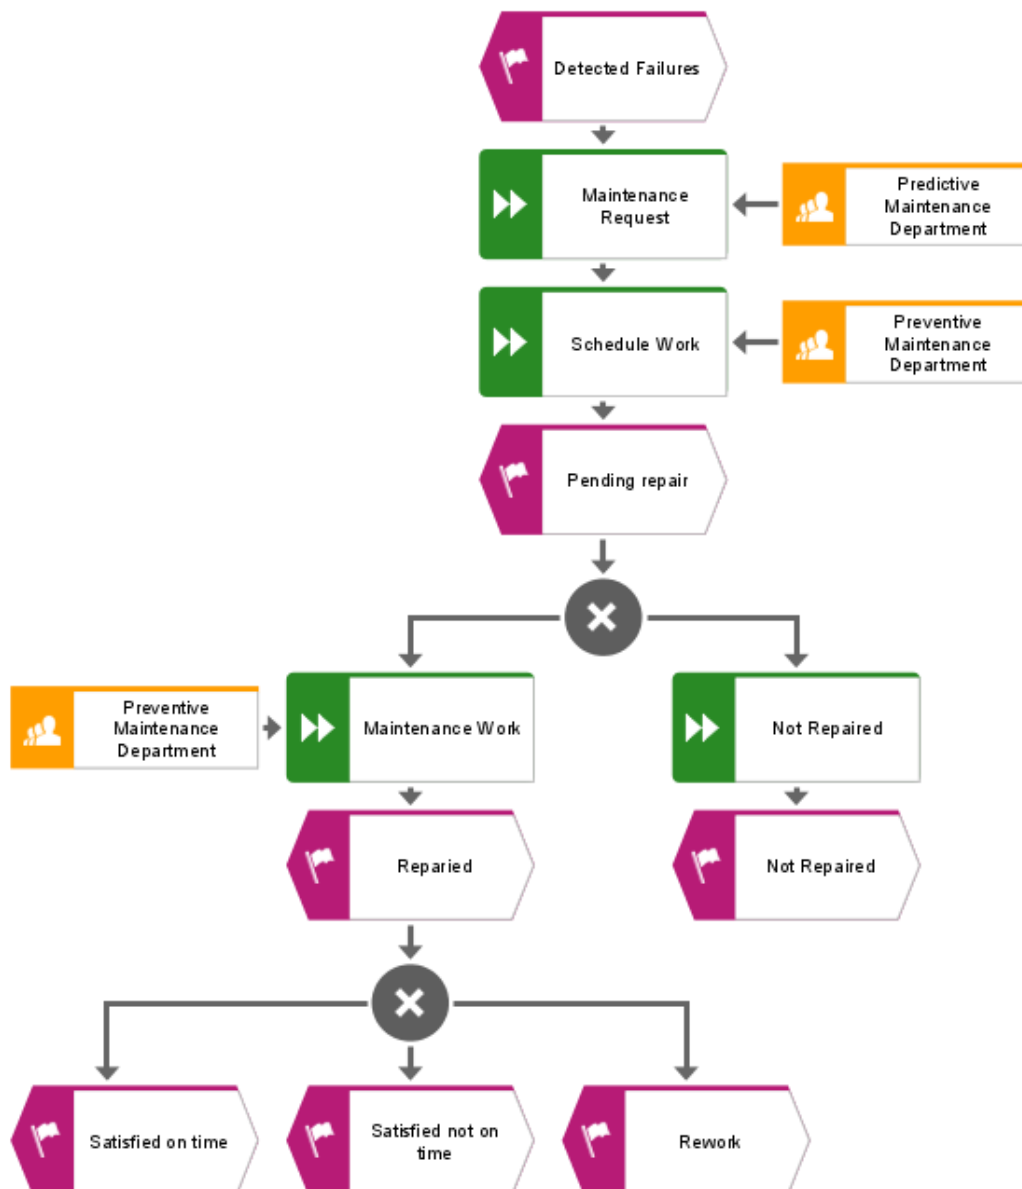 Detected Failures
Maintenance
Request
Predictive
Maintenance
Department
Schedule Work
Preventive
Maintenance
Department
Pending repair
Preventive
Maintenance
Department
Maintenance Work
Not Repaired
Reparied
Not Repaired
Satisfied on time
Satisfied not on
time
Rework